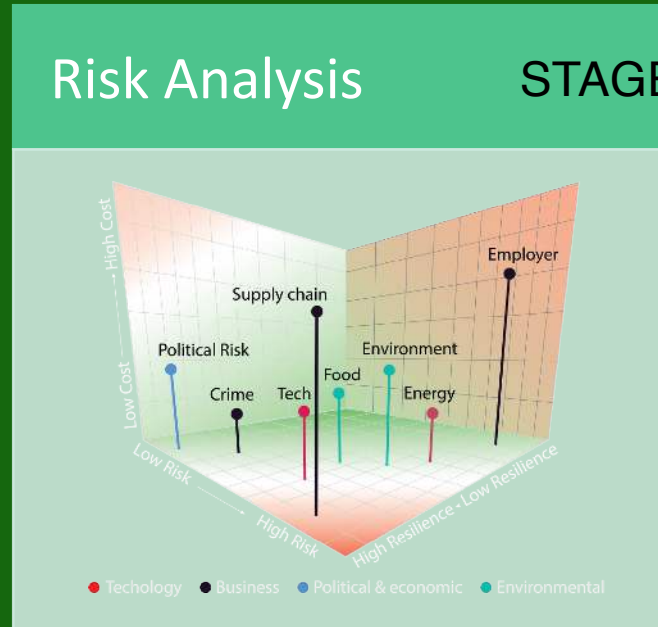 Risk Analysis
STAGE
High Cost
Low Cost
Employer
Supply chain
Political Risk
Environment
Food
Crime
Tech
Energy
Low Risk
High Risk
High Resilience • Low Resilience
Techology
Business
Political & economic
Environmental